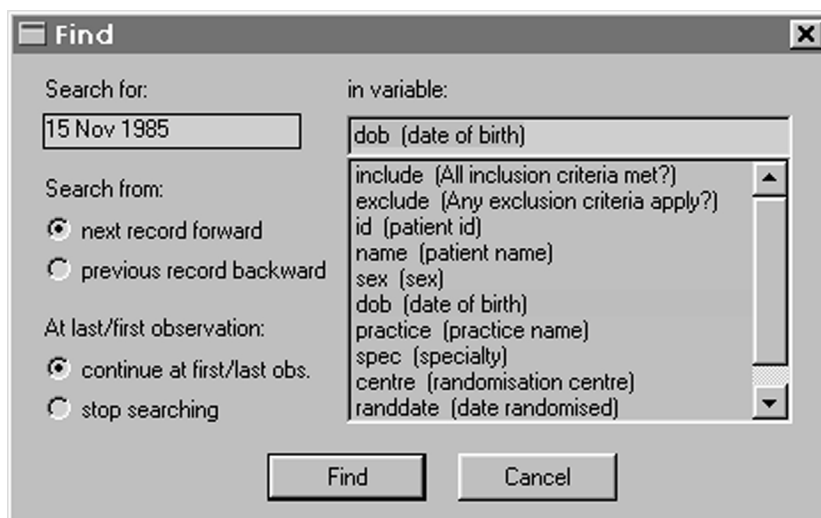 Find
Search for:
15 Nov 1985
Search from:
next record forward
previous record backward
At last/first observation:
continue at first/last obs.
stop searching
in variable:
dob (date of birth)
include (All inclusion criteria met?)
exclude (Any exclusion criteria apply?)
id (patient id)
name (patient name)
sex (sex)
dob (date of birth)
practice (practice name)
spec (specialty)
centre (randomisation centre)
randdate (date randomised)
Find
Cancel